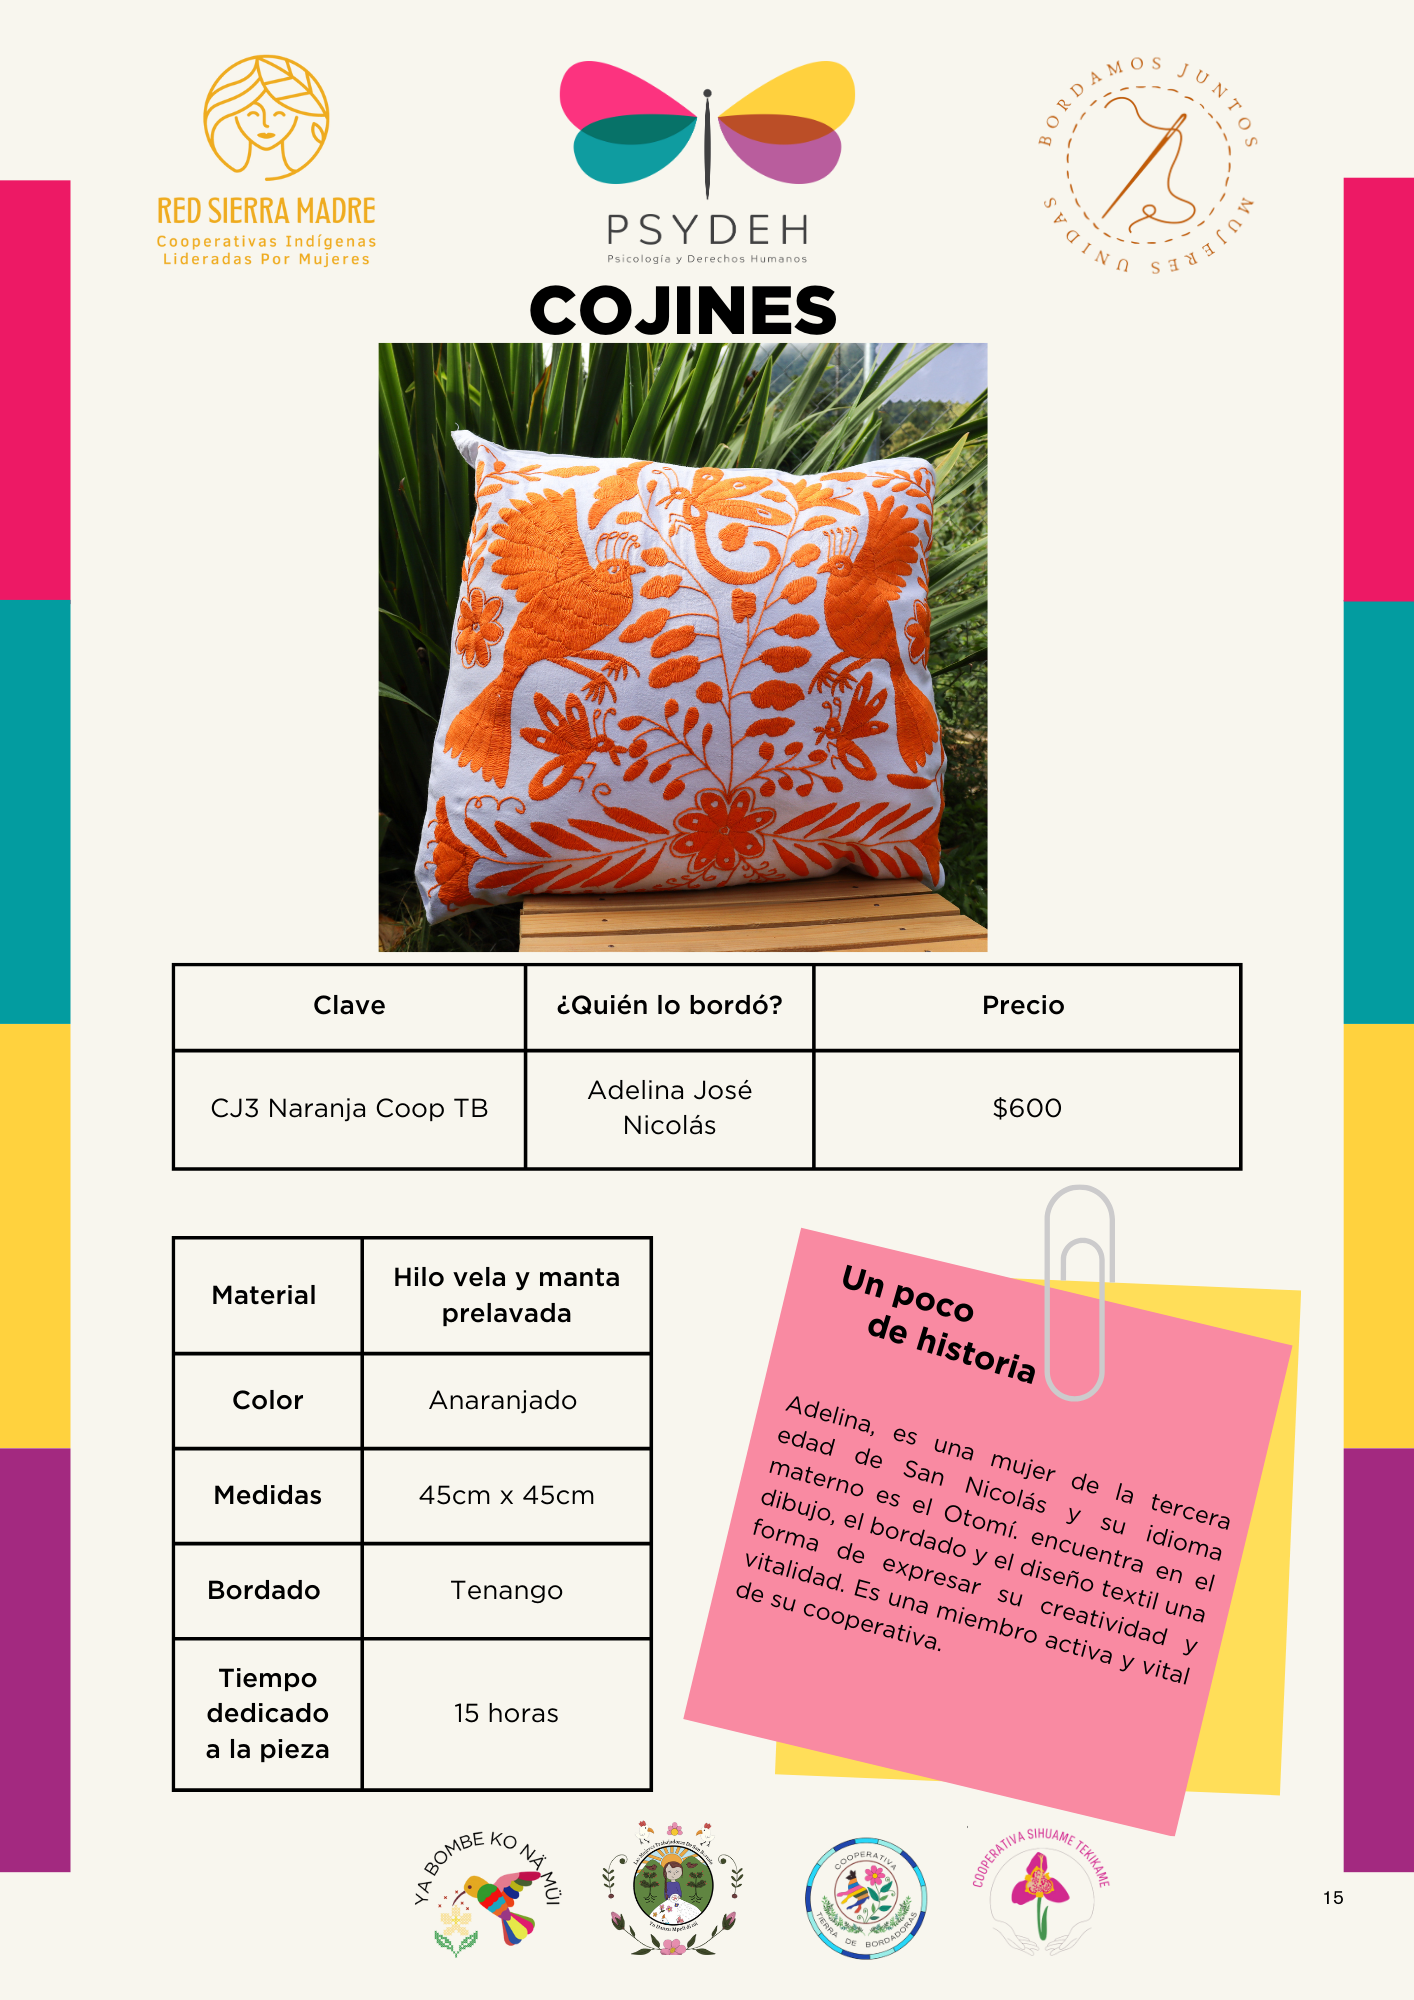 RED SIERRA MADRE
Cooperativas Indígenas
Lideradas Por Mujeres
PSYDEH
Psicología y Derechos Humanos
BORDAMOS JUNTOS
MUJERES UNIDAS
COJINES
Clave
¿Quién lo bordó?
Precio
CJ3 Naranja Coop TB
Adelina José
Nicolás
$600
Material
Hilo vela y manta
prelavada
Color
Anaranjado
Medidas
45cm x 45cm
Bordado
Tenango
Tiempo
dedicado
a la pieza
15 horas
Un poco
de historia
Adelina, es una mujer de la tercera
edad de San Nicolás y su idioma
materno es el Otomí. encuentra en el
dibujo, el bordado y el diseño textil una
forma de expresar su creatividad y
vitalidad. Es una miembro activa y vital
de su cooperativa.
YA BOMBE KO NÄ MÜI
COOPERATIVA
TIERRA DE BORDADORAS
COOPERATIVA SIHUAME TEKIKAME
15